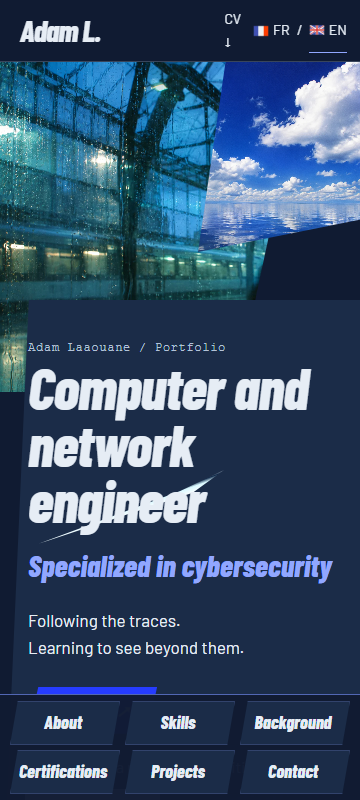 Adam L.
CV
↓
FR / EN
Adam Laaouane / Portfolio
Computer and
network
engineer
Specialized in cybersecurity
Following the traces.
Learning to see beyond them.
About
Skills
Background
Certifications
Projects
Contact